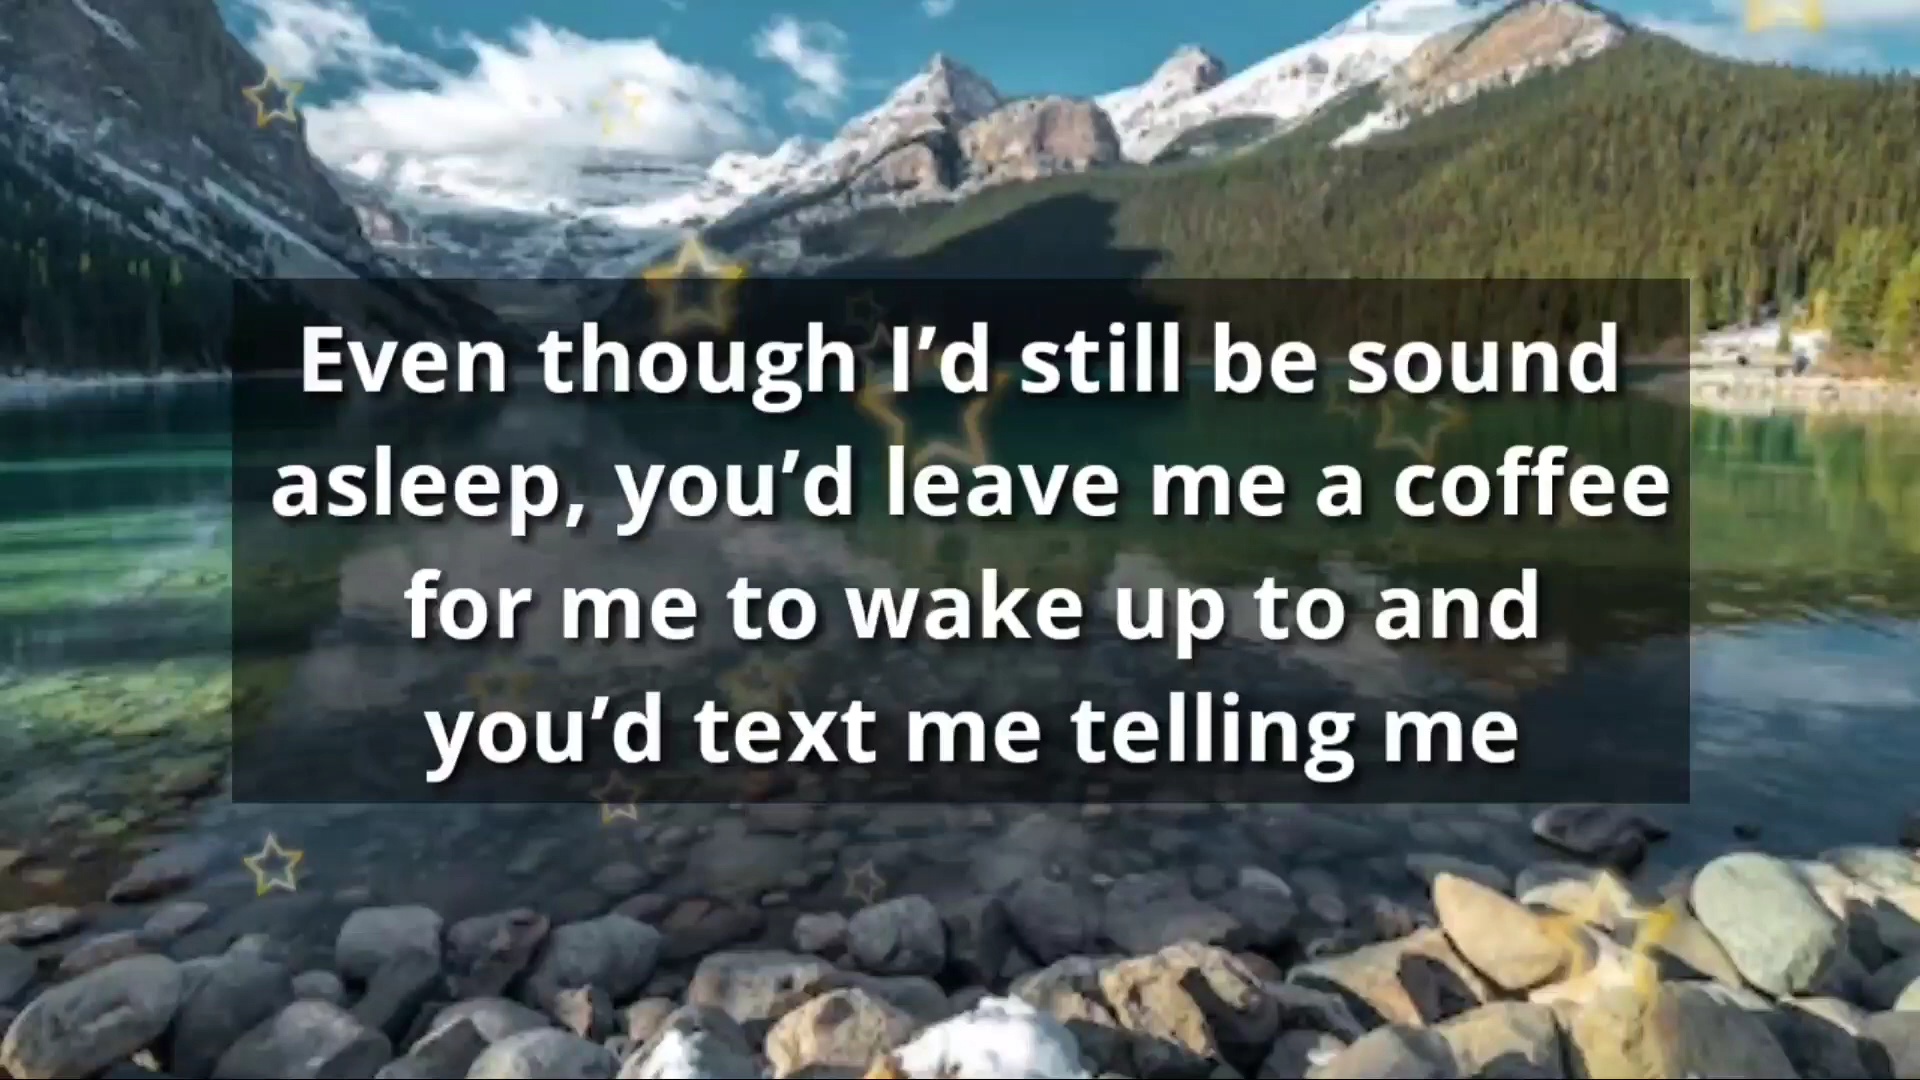 Even though I’d still be sound
asleep, you’d leave me a coffee
for me to wake up to and
you’d text me telling me